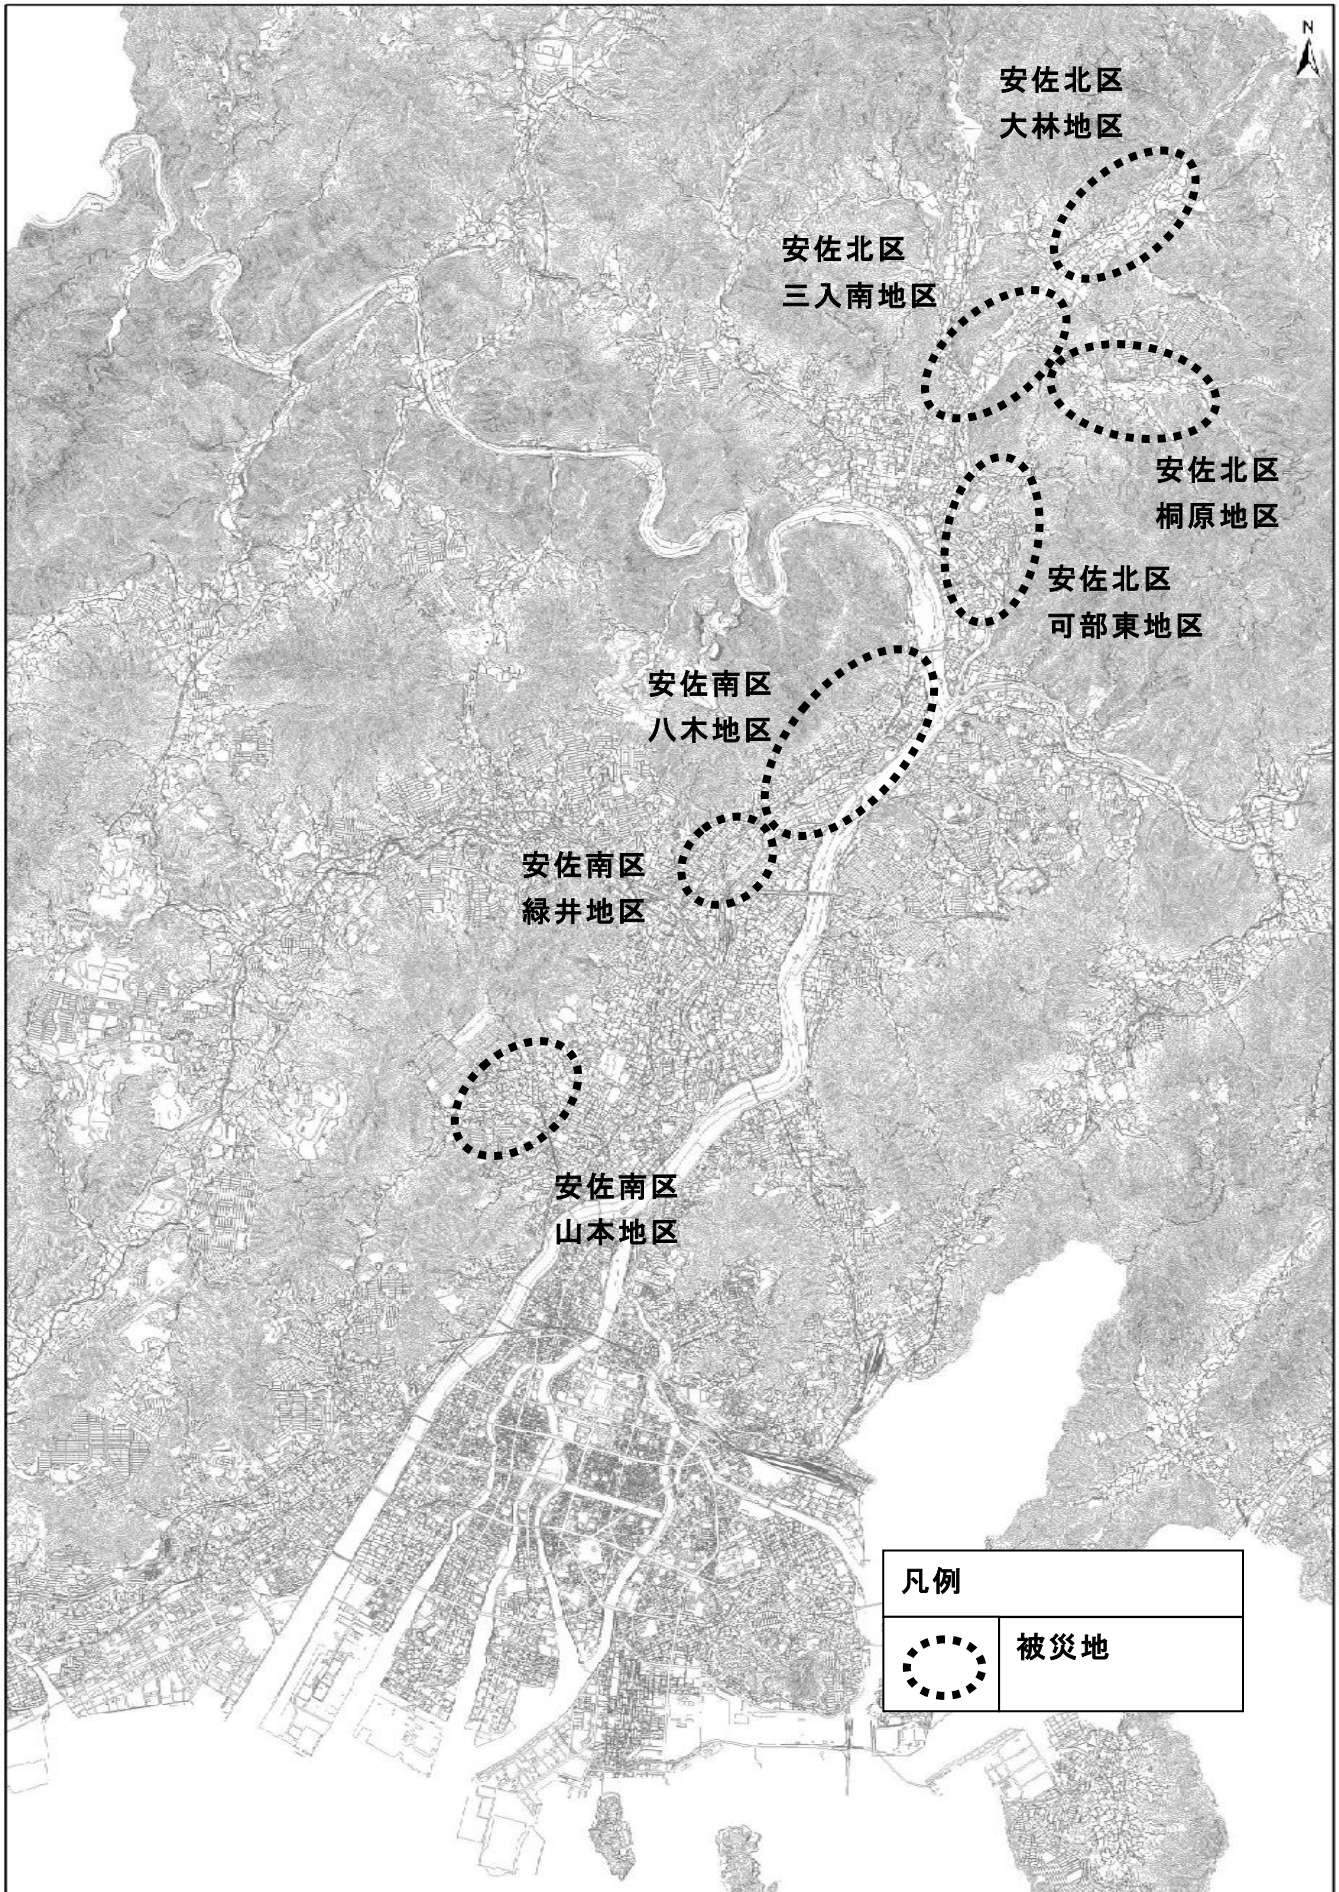 N
安佐北区
大林地区
安佐北区
三入南地区
安佐北区
桐原地区
安佐北区
可部東地区
安佐南区
八木地区
安佐南区
緑井地区
安佐南区
山本地区
凡例
被災地